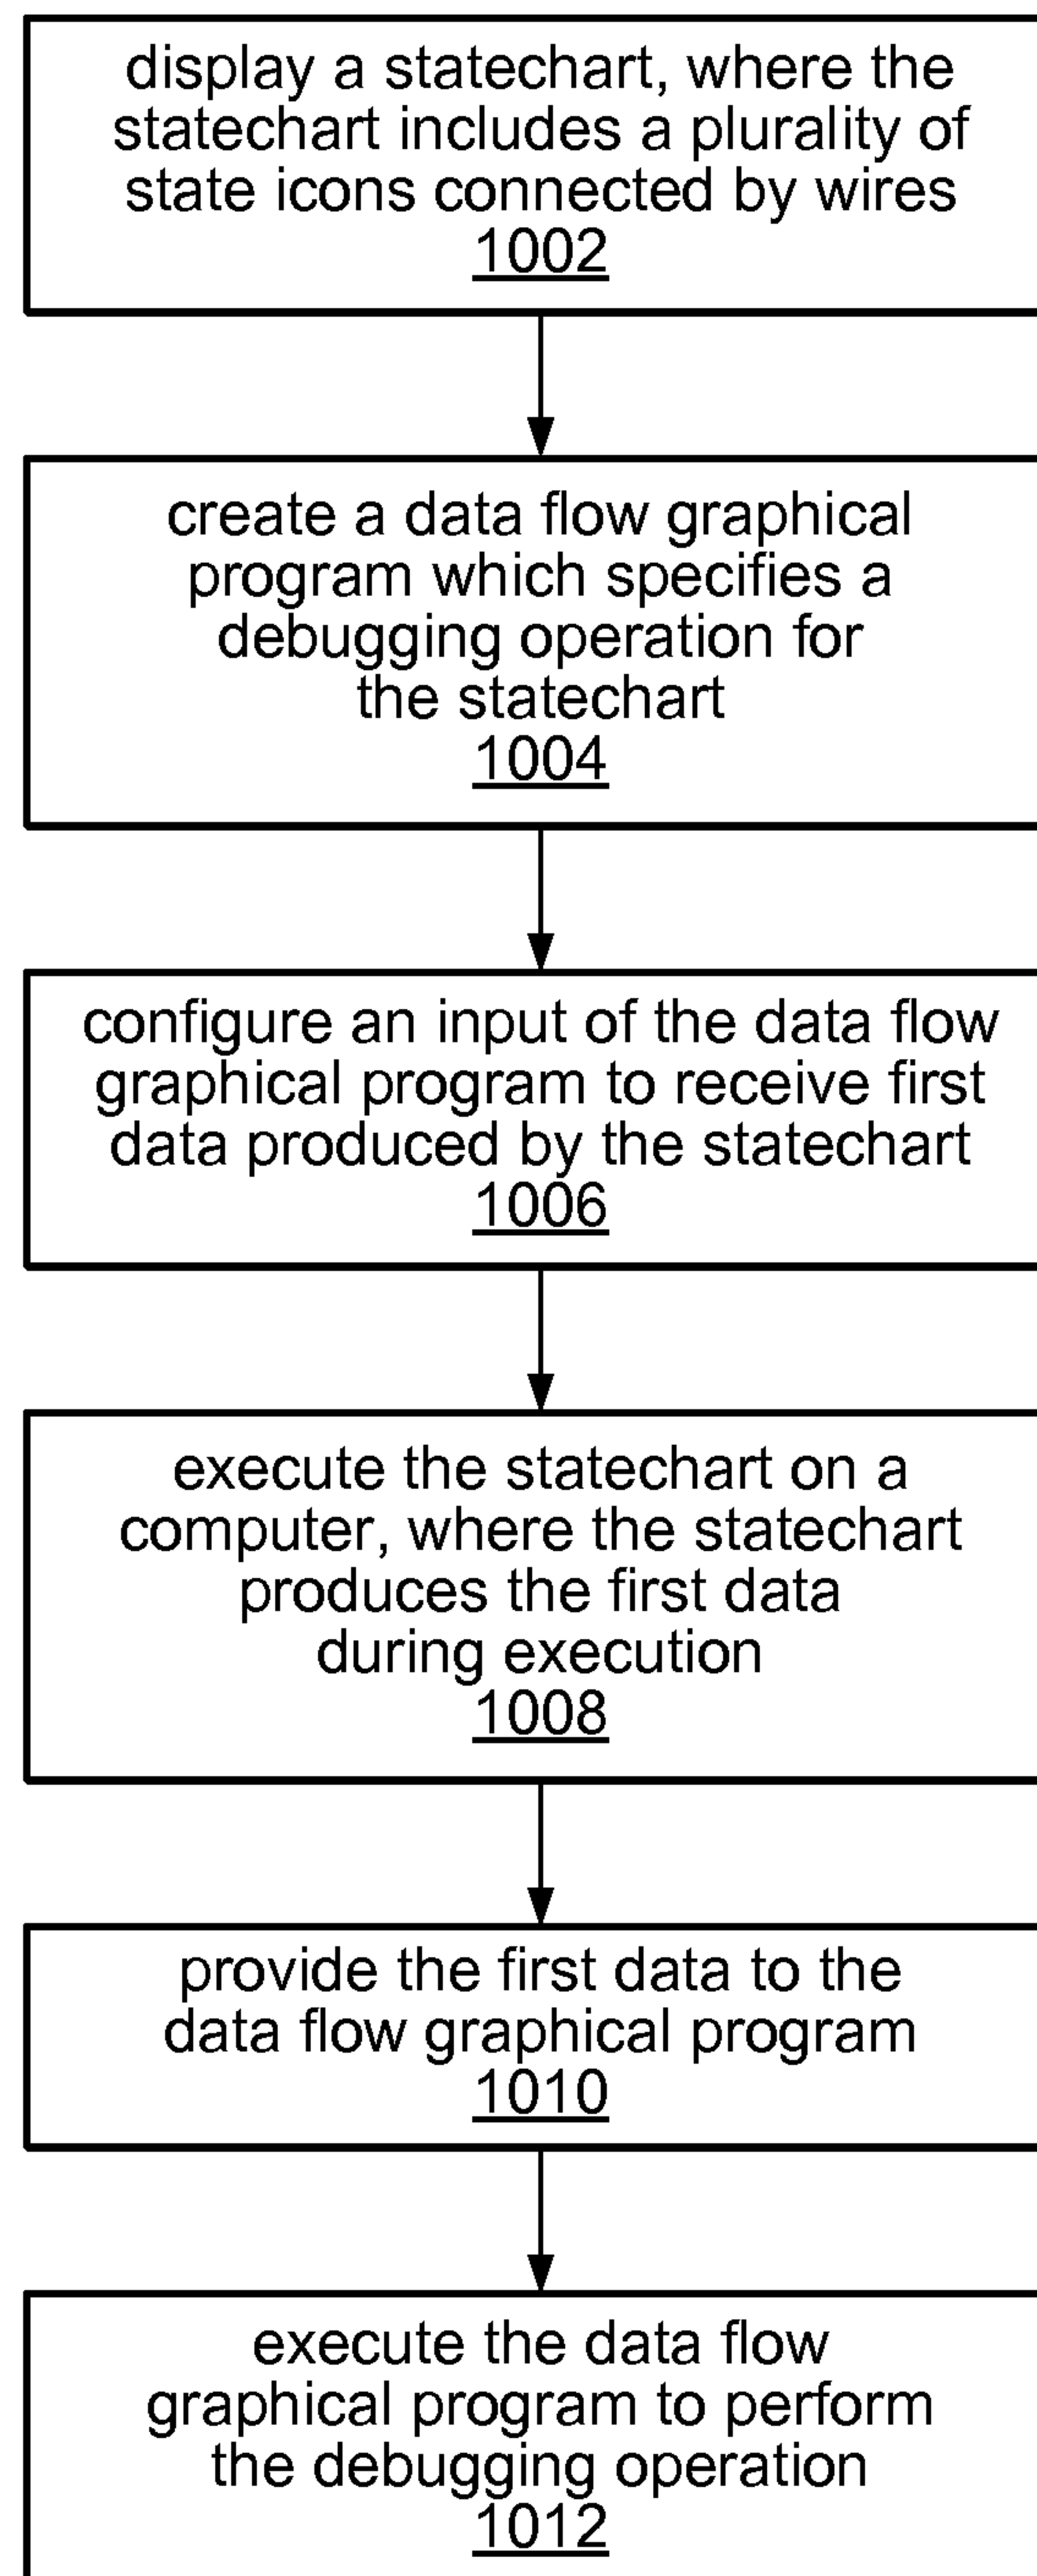 display a statechart, where the
statechart includes a plurality of
state icons connected by wires
1002
create a data flow graphical
program which specifies a
debugging operation for
the statechart
1004
configure an input of the data flow
graphical program to receive first
data produced by the statechart
1006
execute the statechart on a
computer, where the statechart
produces the first data
during execution
1008
provide the first data to the
data flow graphical program
1010
execute the data flow
graphical program to perform
the debugging operation
1012